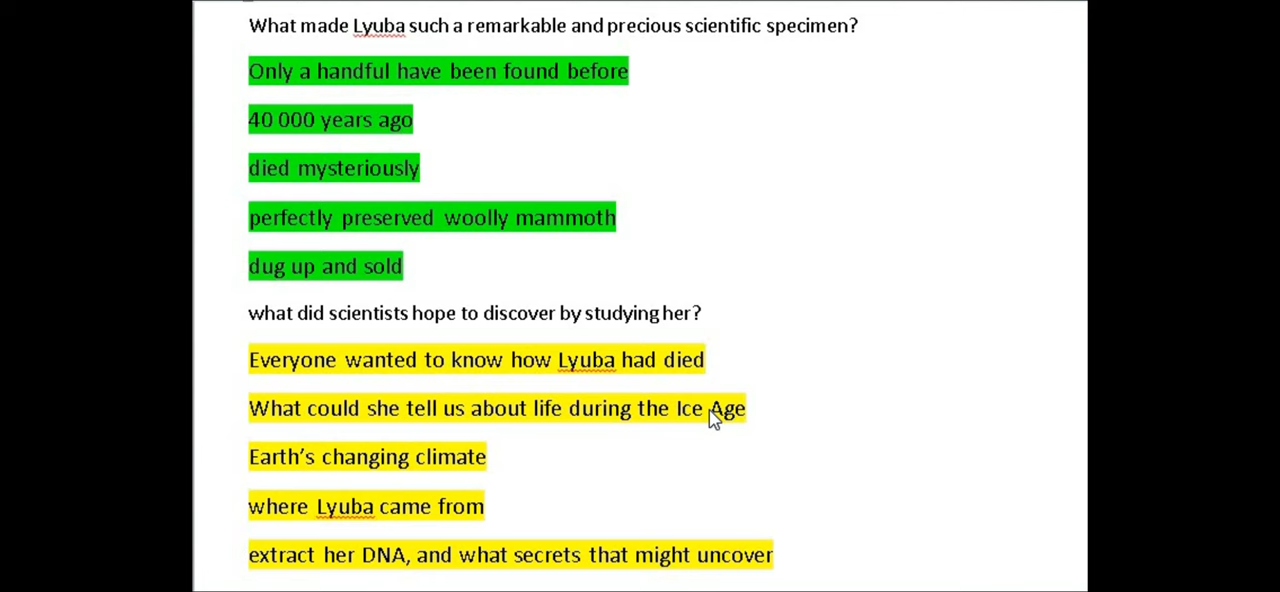 What made Lyuba such a remarkable and precious scientific specimen?
Only a handful have been found before
40 000 years ago
died mysteriously
perfectly preserved woolly mammoth
dug up and sold
what did scientists hope to discover by studying her?
Everyone wanted to know how Lyuba had died
What could she tell us about life during the Ice Age
Earth's changing climate
where Lyuba came from
extract her DNA, and what secrets that might uncover